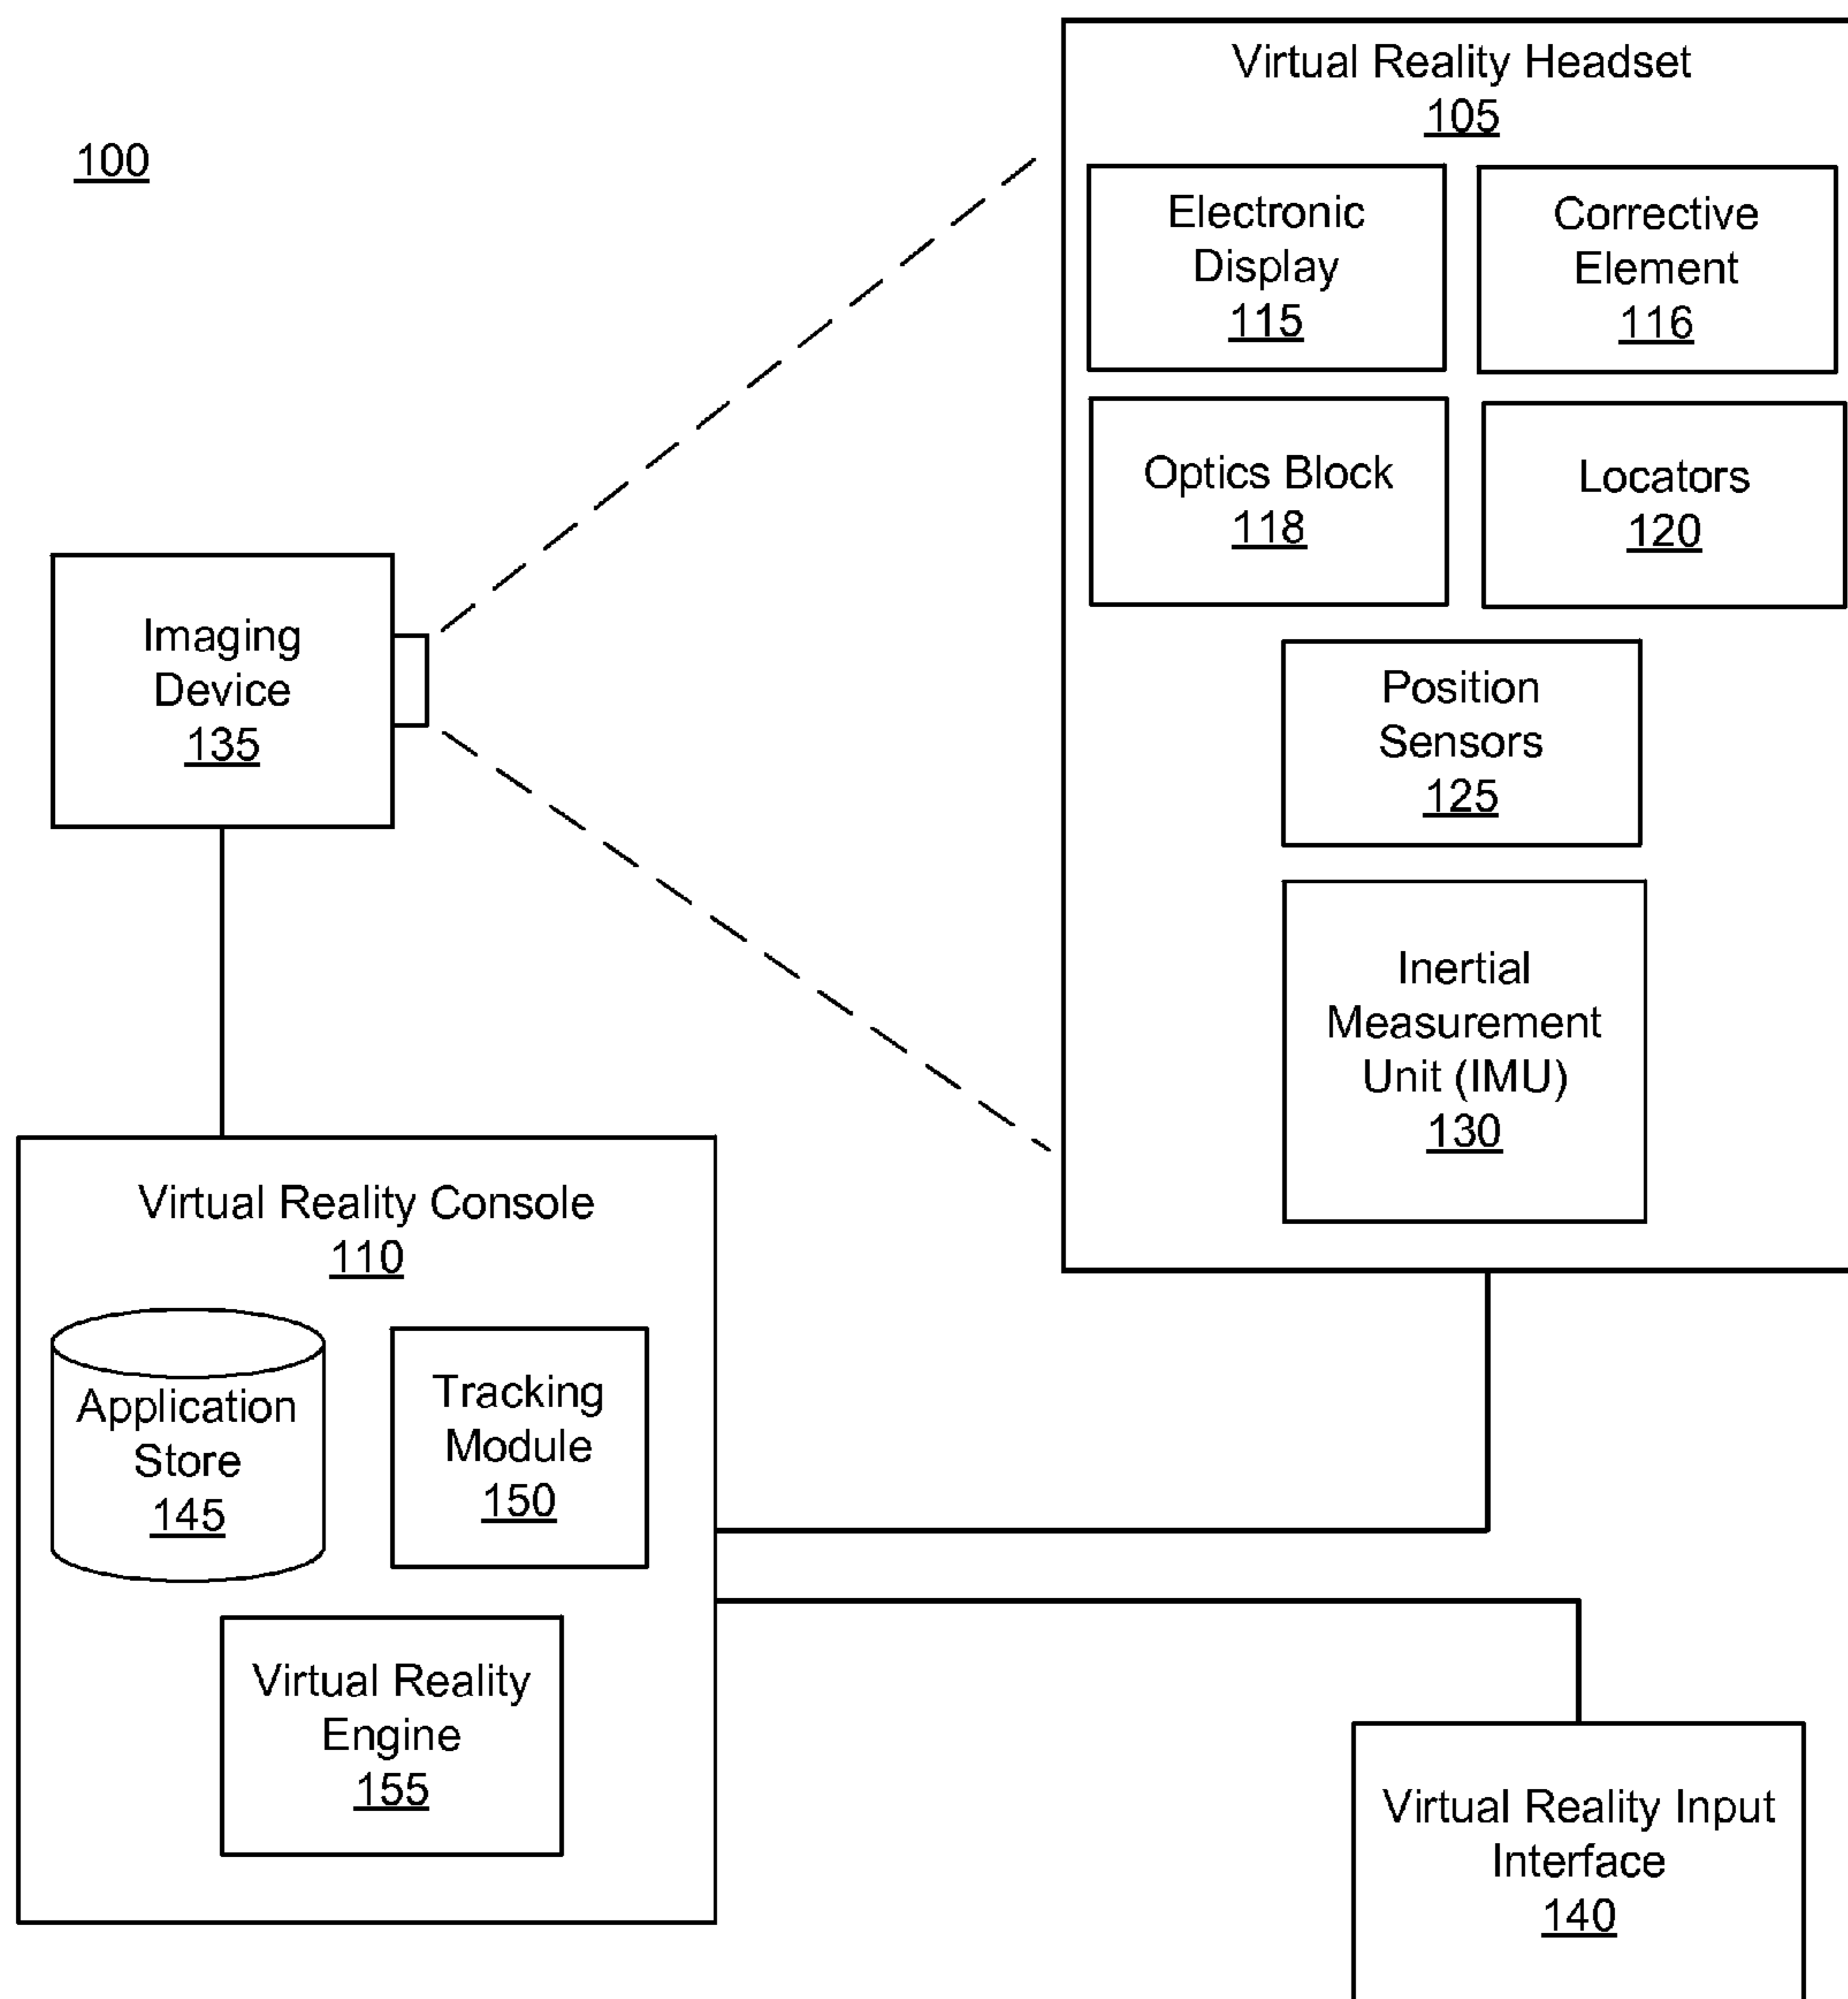 100
Virtual Reality Headset
105
Electronic
Display
115
Corrective
Element
116
Optics Block
118
Locators
120
Position
Sensors
125
Inertial
Measurement
Unit (IMU)
130
Imaging
Device
135
Virtual Reality Console
110
Application
Store
145
Tracking
Module
150
Virtual Reality
Engine
155
Virtual Reality Input
Interface
140